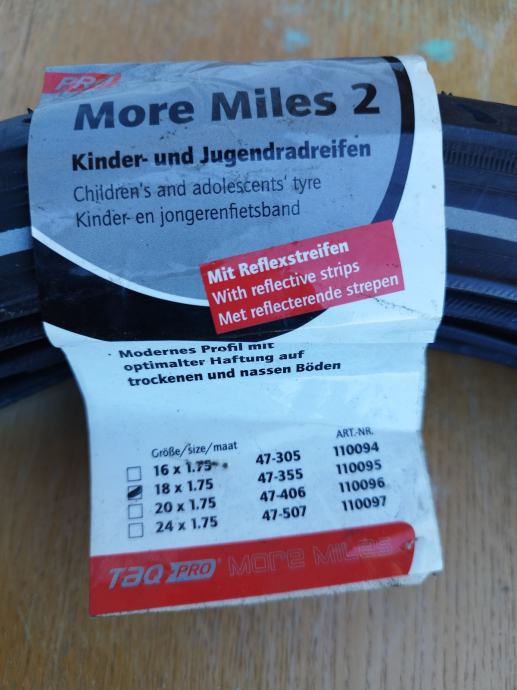 PRO
More Miles 2
Kinder- und Jugendradreifen
Children's and adolescents' tyre
Kinder- en jongerenfietsband
Mit Reflexstreifen
With reflective strips
Met reflecterende strepen
· Modernes Profil mit
optimaler Haftung auf
trockenen und nassen Böden
Größe/size/maat ART.-NR.
16 x 1.75 47-305 110094
18 x 1.75 47-355 110095
20 x 1.75 47-406 110096
24 x 1.75 47-507 110097
TAQ PRO MORE MILES